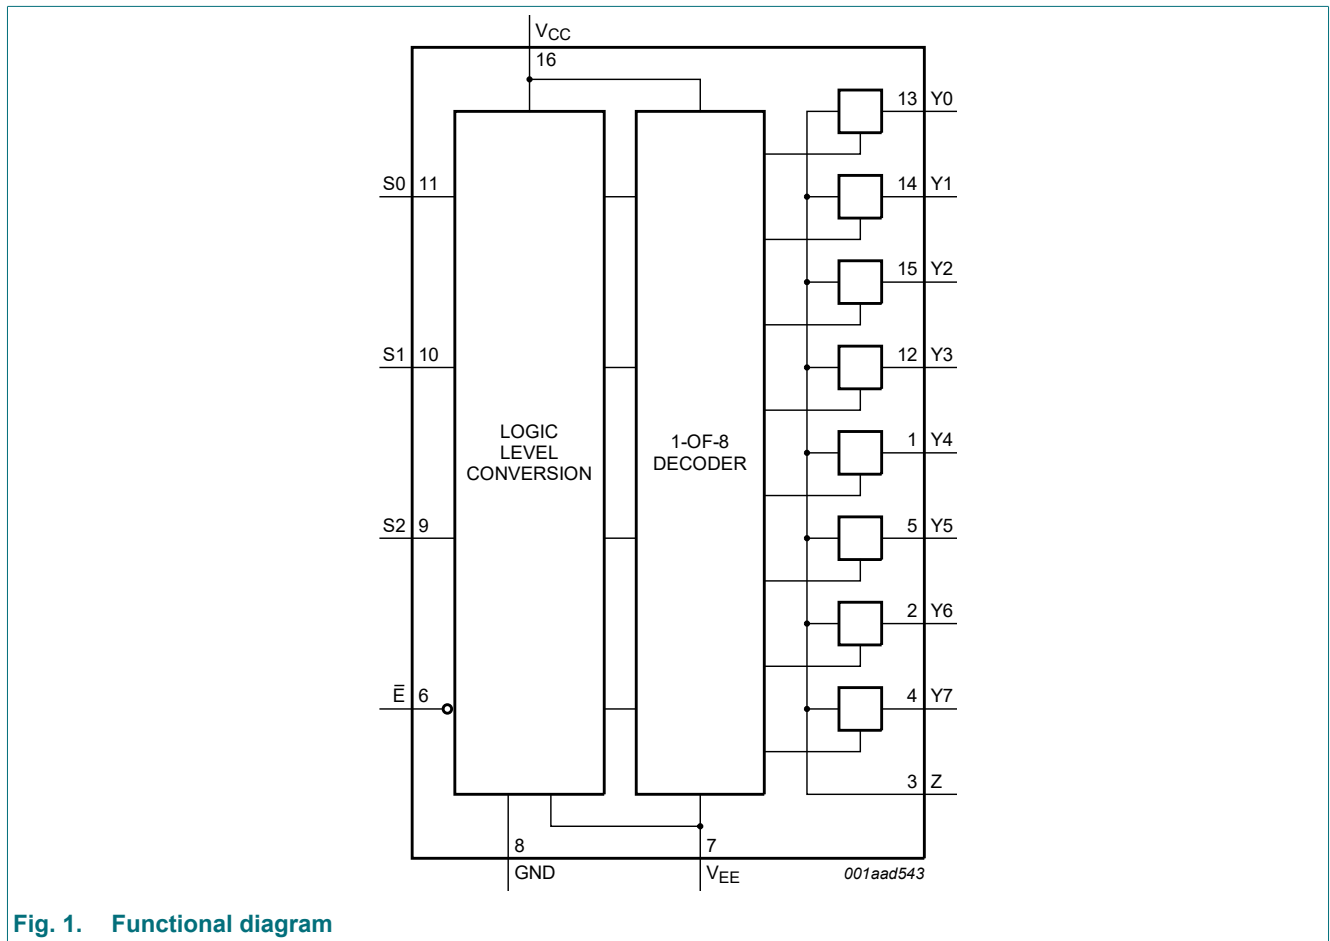 VCC
16
13 Y0
S0 11
14 Y1
15 Y2
S1 10
12 Y3
LOGIC
LEVEL
CONVERSION
1-OF-8
DECODER
1 Y4
S2 9
5 Y5
2 Y6
E̅ 6
4 Y7
3 Z
8
GND
7
VEE
001aad543
Fig. 1. Functional diagram